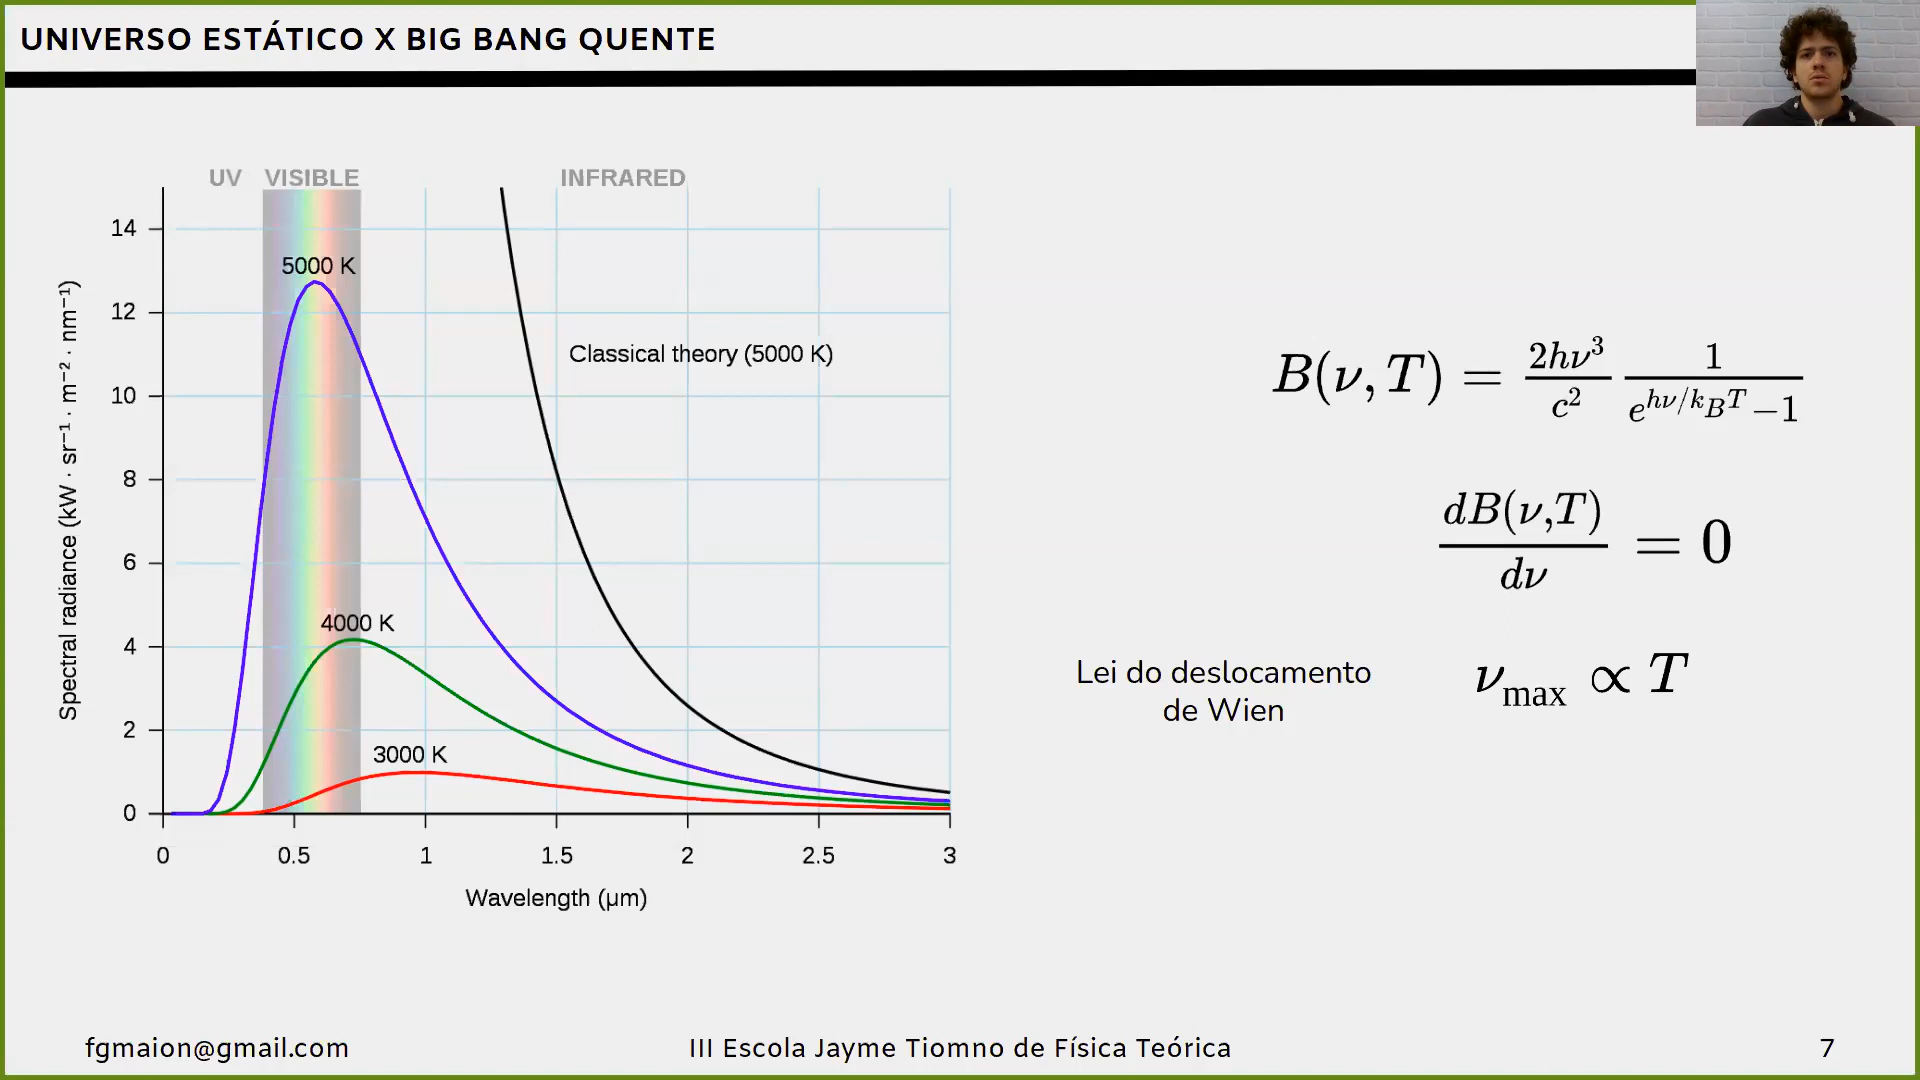 UNIVERSO ESTÁTICO X BIG BANG QUENTE
UV VISIBLE INFRARED
14
12
10
8
6
4
2
0
Spectral radiance (kW · sr⁻¹ · m⁻² · nm⁻¹)
5000 K
Classical theory (5000 K)
4000 K
3000 K
0 0.5 1 1.5 2 2.5 3
Wavelength (μm)
B(ν, T) = 2hν³/c² 1/(e^{hν/k_BT} −1)
dB(ν,T)/dν = 0
Lei do deslocamento
de Wien
ν_max ∝ T
fgmaion@gmail.com
III Escola Jayme Tiomno de Física Teórica
7